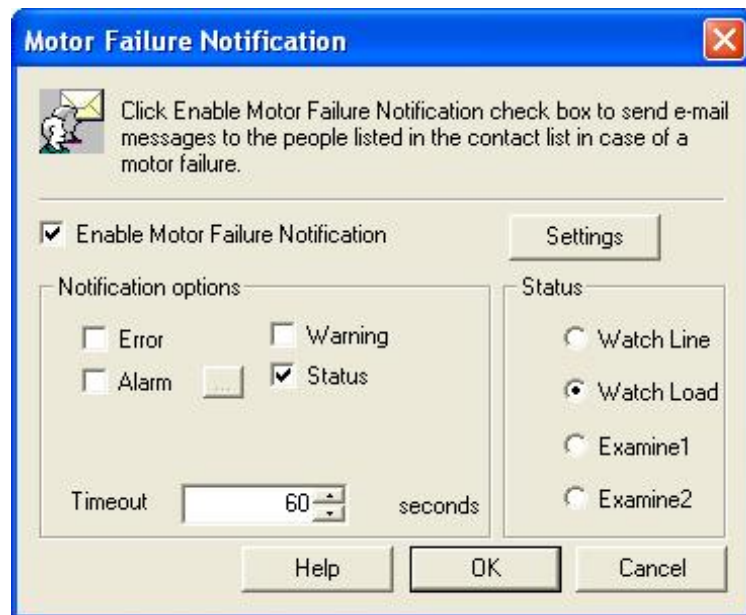 Motor Failure Notification
Click Enable Motor Failure Notification check box to send e-mail
messages to the people listed in the contact list in case of a
motor failure.
Enable Motor Failure Notification
Settings
Notification options
Error
Warning
Alarm
...
Status
Timeout
60
seconds
Status
Watch Line
Watch Load
Examine1
Examine2
Help
OK
Cancel